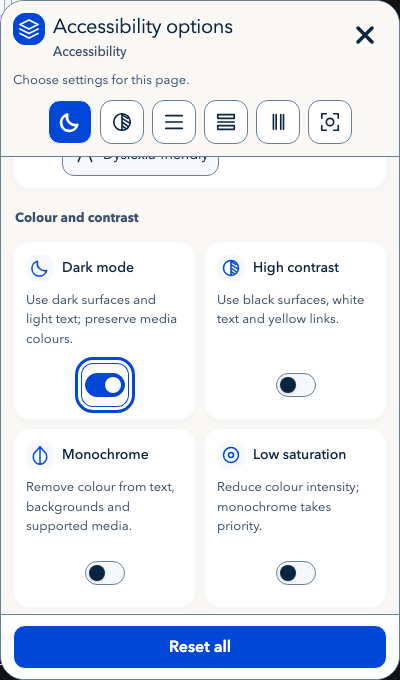 Accessibility options
Accessibility
Choose settings for this page.
Dyslexia-friendly
Colour and contrast
Dark mode
Use dark surfaces and
light text; preserve media
colours.
High contrast
Use black surfaces, white
text and yellow links.
Monochrome
Remove colour from text,
backgrounds and
supported media.
Low saturation
Reduce colour intensity;
monochrome takes
priority.
Reset all